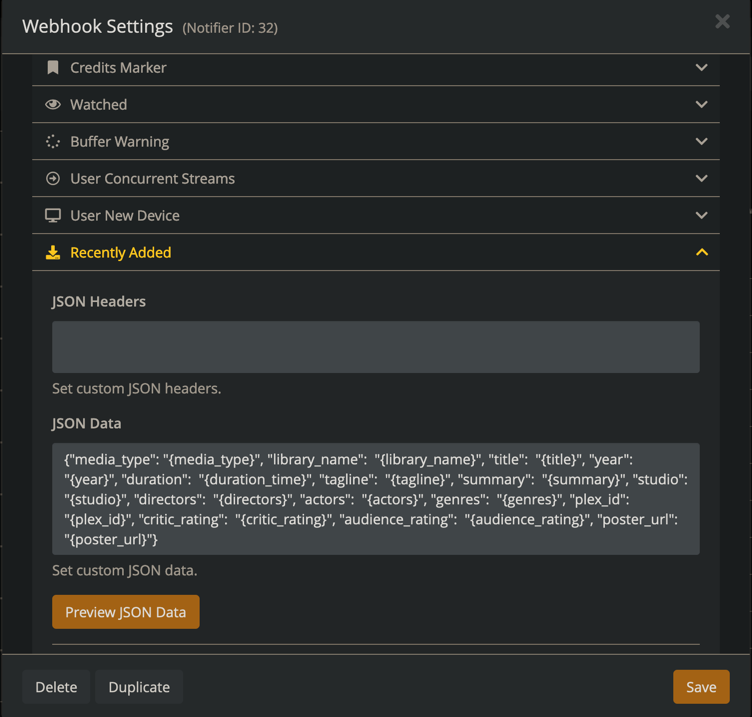 Webhook Settings (Notifier ID: 32)
Credits Marker
Watched
Buffer Warning
User Concurrent Streams
User New Device
Recently Added
JSON Headers
Set custom JSON headers.
JSON Data
{"media_type": "{media_type}", "library_name":  "{library_name}", "title":  "{title}", "year":
"{year}", "duration":  "{duration_time}", "tagline":  "{tagline}", "summary":  "{summary}", "studio":
"{studio}", "directors":  "{directors}", "actors":  "{actors}", "genres":  "{genres}", "plex_id":
"{plex_id}", "critic_rating":  "{critic_rating}", "audience_rating":  "{audience_rating}", "poster_url":
"{poster_url}"}
Set custom JSON data.
Preview JSON Data
Delete Duplicate Save